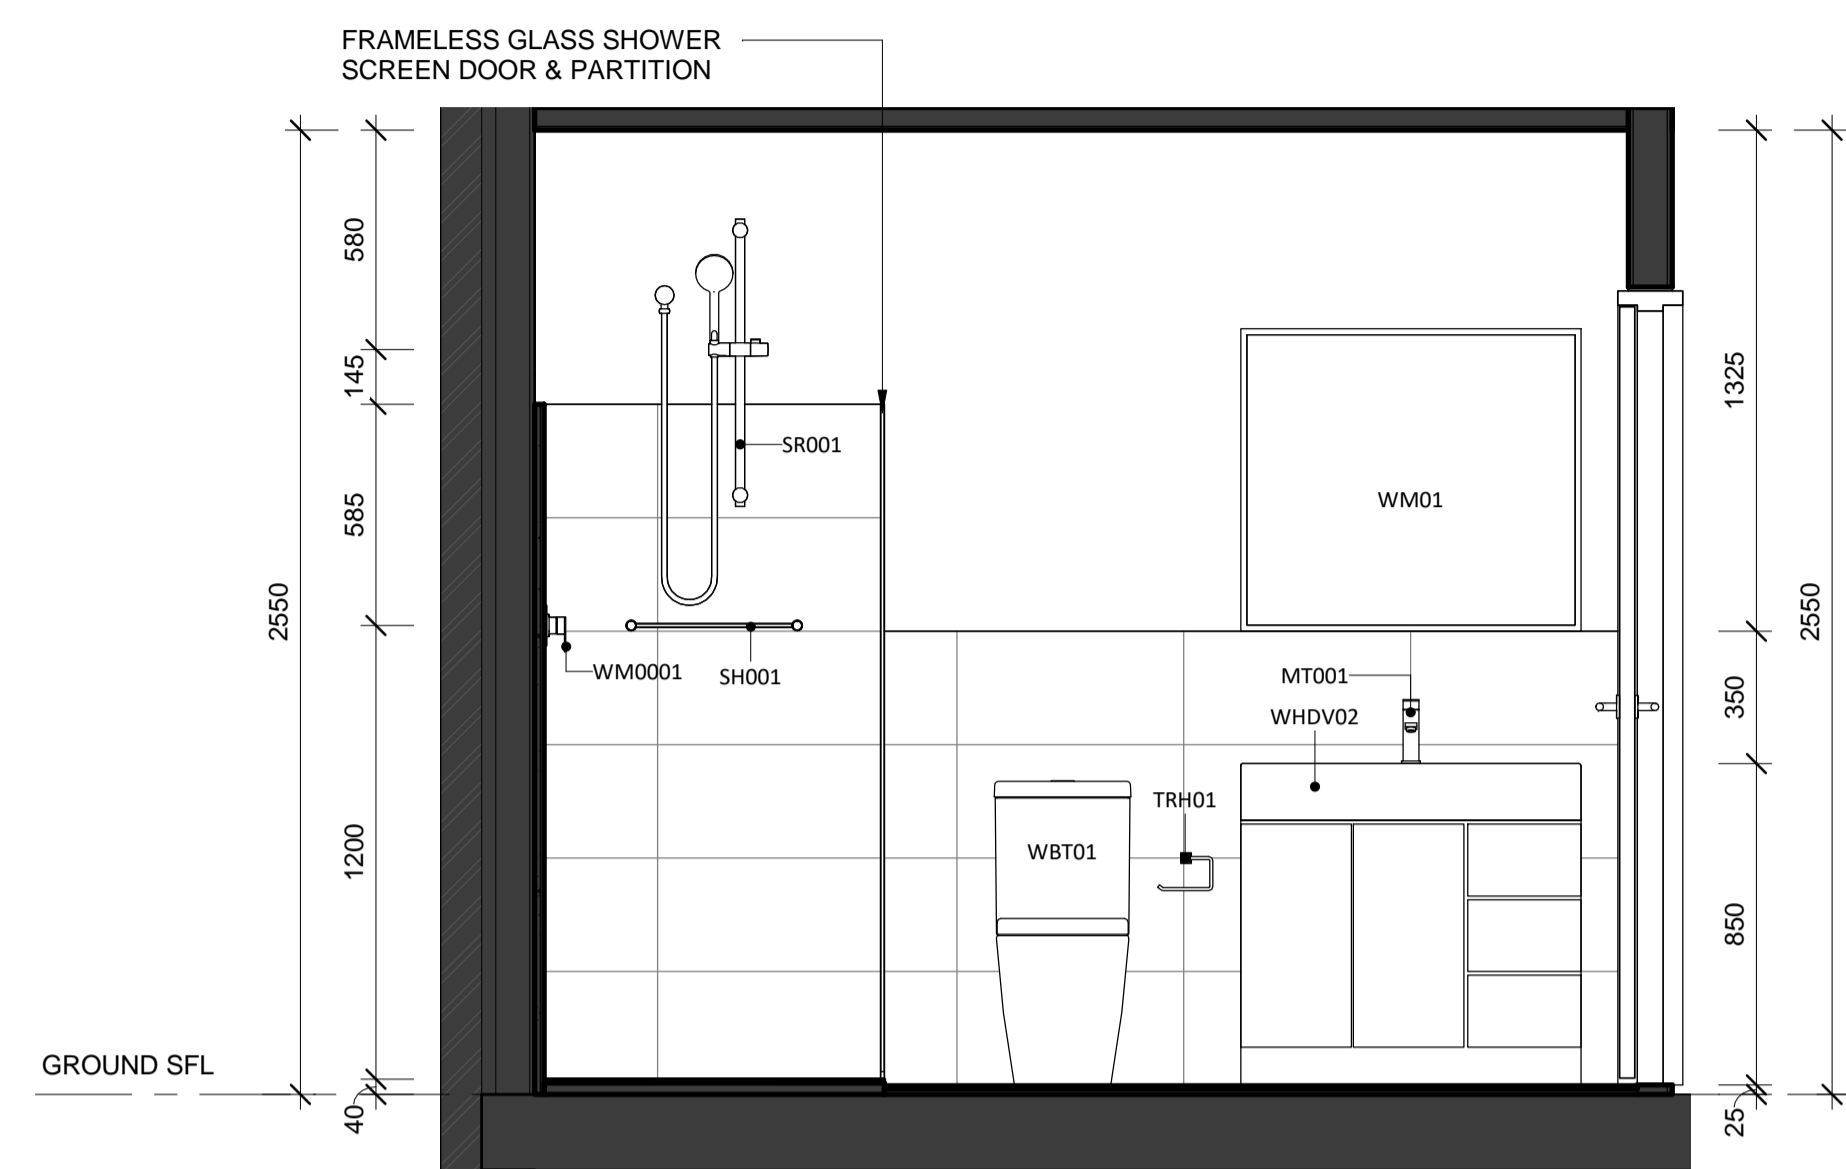 FRAMELESS GLASS SHOWER
SCREEN DOOR & PARTITION
580
145
585
2550
1200
40
GROUND SFL
SR001
WM0001
SH001
WM01
MT001
WHDV02
TRH01
WBT01
1325
350
850
25
2550